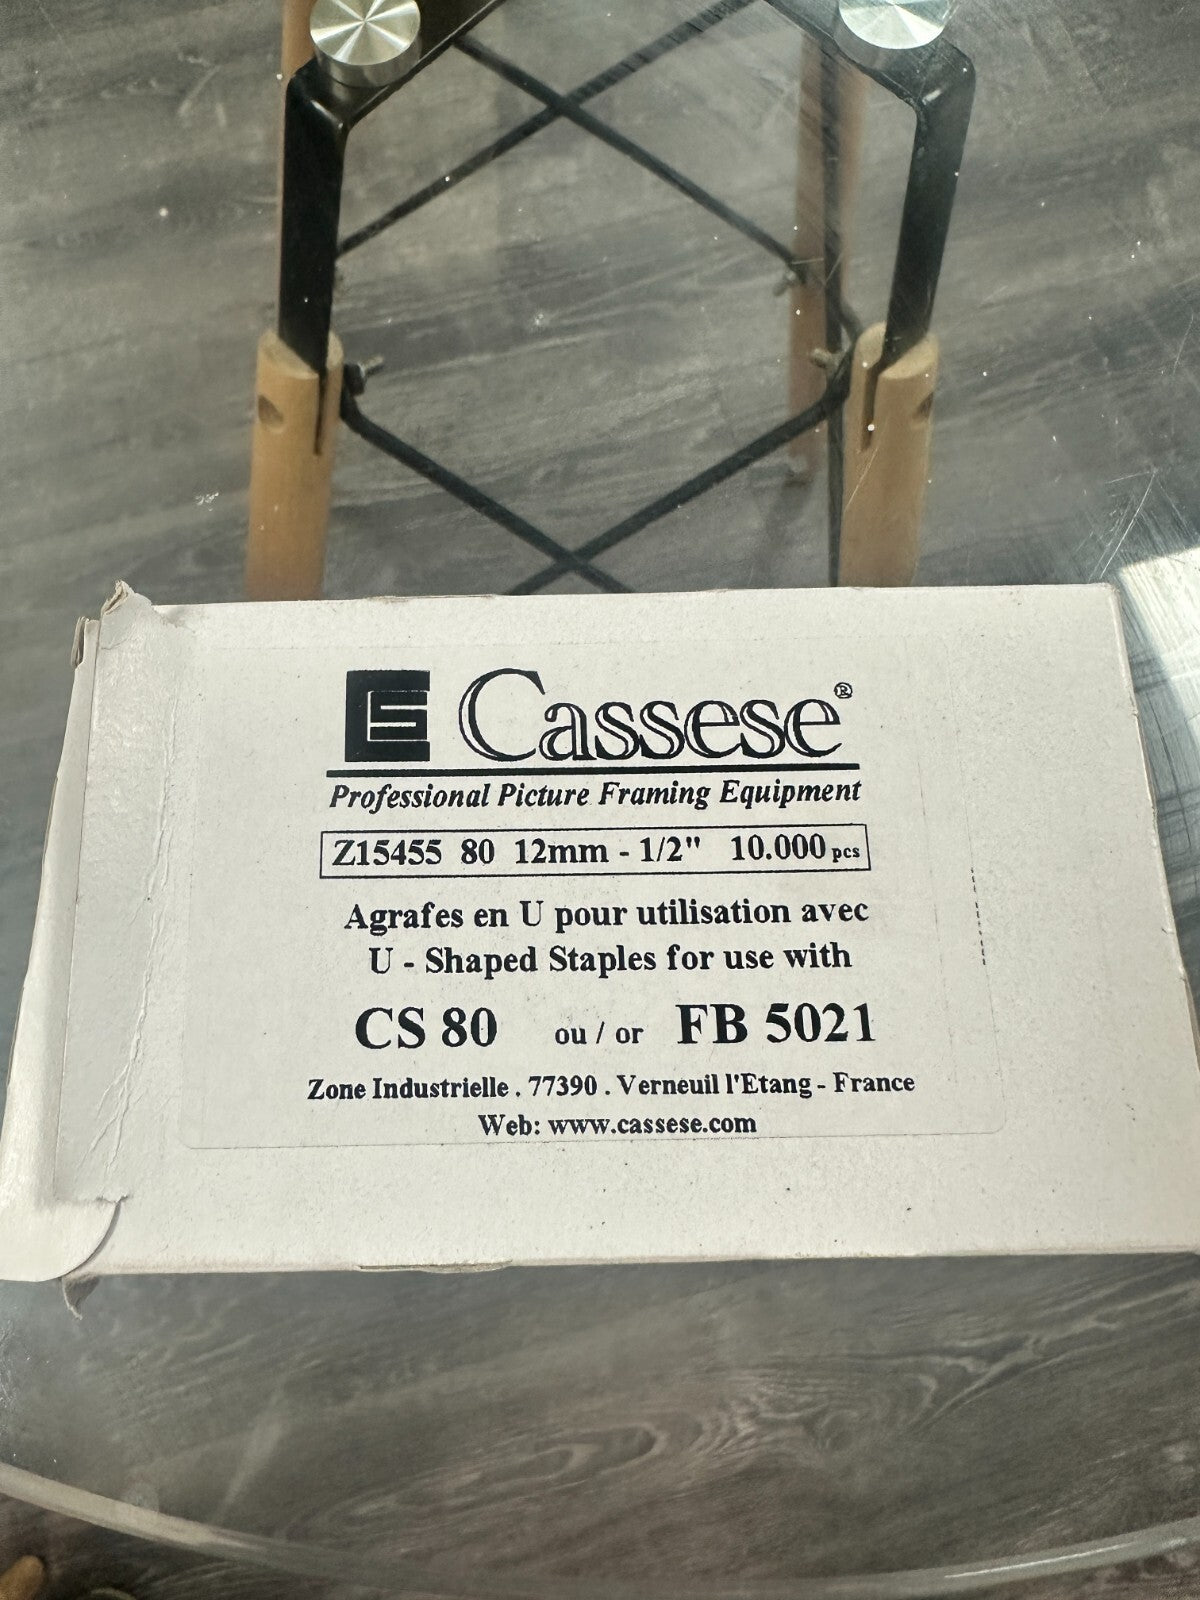 Cassese®
Professional Picture Framing Equipment
Z15455 80 12mm - 1/2" 10.000 pcs
Agrafes en U pour utilisation avec
U - Shaped Staples for use with
CS 80 ou / or FB 5021
Zone Industrielle . 77390 . Verneuil l'Etang - France
Web: www.cassese.com